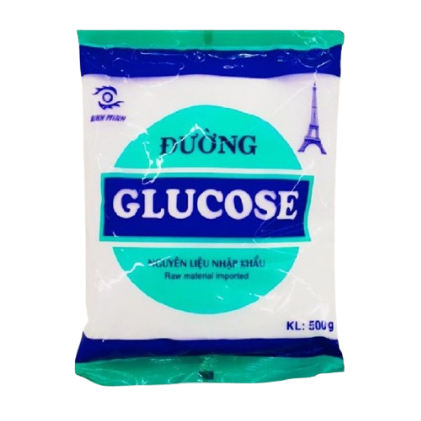 ĐƯỜNG
GLUCOSE
NGUYÊN LIỆU NHẬP KHẨU
Raw material imported
KL: 500g